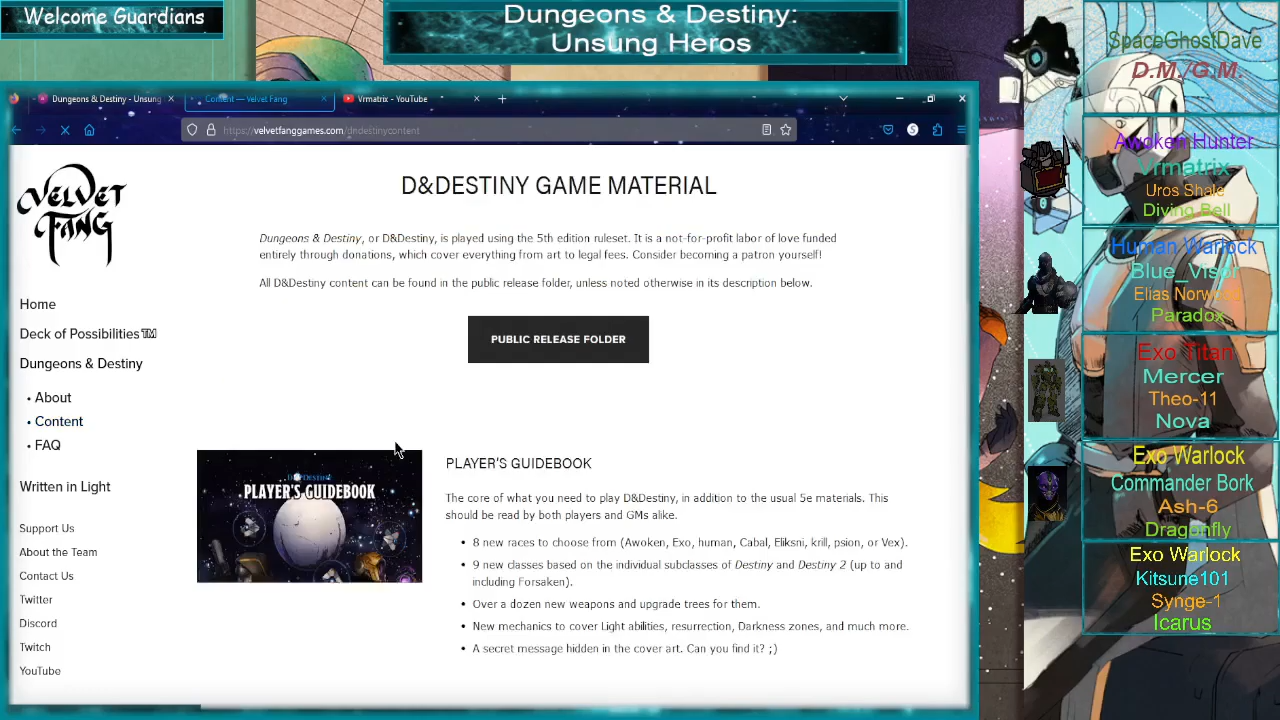 Welcome Guardians
Dungeons & Destiny:
Unsung Heros
Dungeons & Destiny - Unsung
Content — Velvet Fang
Vrmatrix - YouTube
https://velvetfanggames.com/dndestinycontent
VELVET
FANG
Home
Deck of Possibilities™
Dungeons & Destiny
• About
• Content
• FAQ
Written in Light
Support Us
About the Team
Contact Us
Twitter
Discord
Twitch
YouTube
D&DESTINY GAME MATERIAL
Dungeons & Destiny, or D&Destiny, is played using the 5th edition ruleset. It is a not-for-profit labor of love funded
entirely through donations, which cover everything from art to legal fees. Consider becoming a patron yourself!
All D&Destiny content can be found in the public release folder, unless noted otherwise in its description below.
PUBLIC RELEASE FOLDER
D&DESTINY
PLAYER'S GUIDEBOOK
PLAYER'S GUIDEBOOK
The core of what you need to play D&Destiny, in addition to the usual 5e materials. This
should be read by both players and GMs alike.
• 8 new races to choose from (Awoken, Exo, human, Cabal, Eliksni, krill, psion, or Vex).
• 9 new classes based on the individual subclasses of Destiny and Destiny 2 (up to and
including Forsaken).
• Over a dozen new weapons and upgrade trees for them.
• New mechanics to cover Light abilities, resurrection, Darkness zones, and much more.
• A secret message hidden in the cover art. Can you find it? ;)
SpaceGhostDave
D.M./G.M.
Awoken Hunter
Vrmatrix
Uros Shale
Diving Bell
Human Warlock
Blue_Visor
Elias Norwood
Paradox
Exo Titan
Mercer
Theo-11
Nova
Exo Warlock
Commander Bork
Ash-6
Dragonfly
Exo Warlock
Kitsune101
Synge-1
Icarus